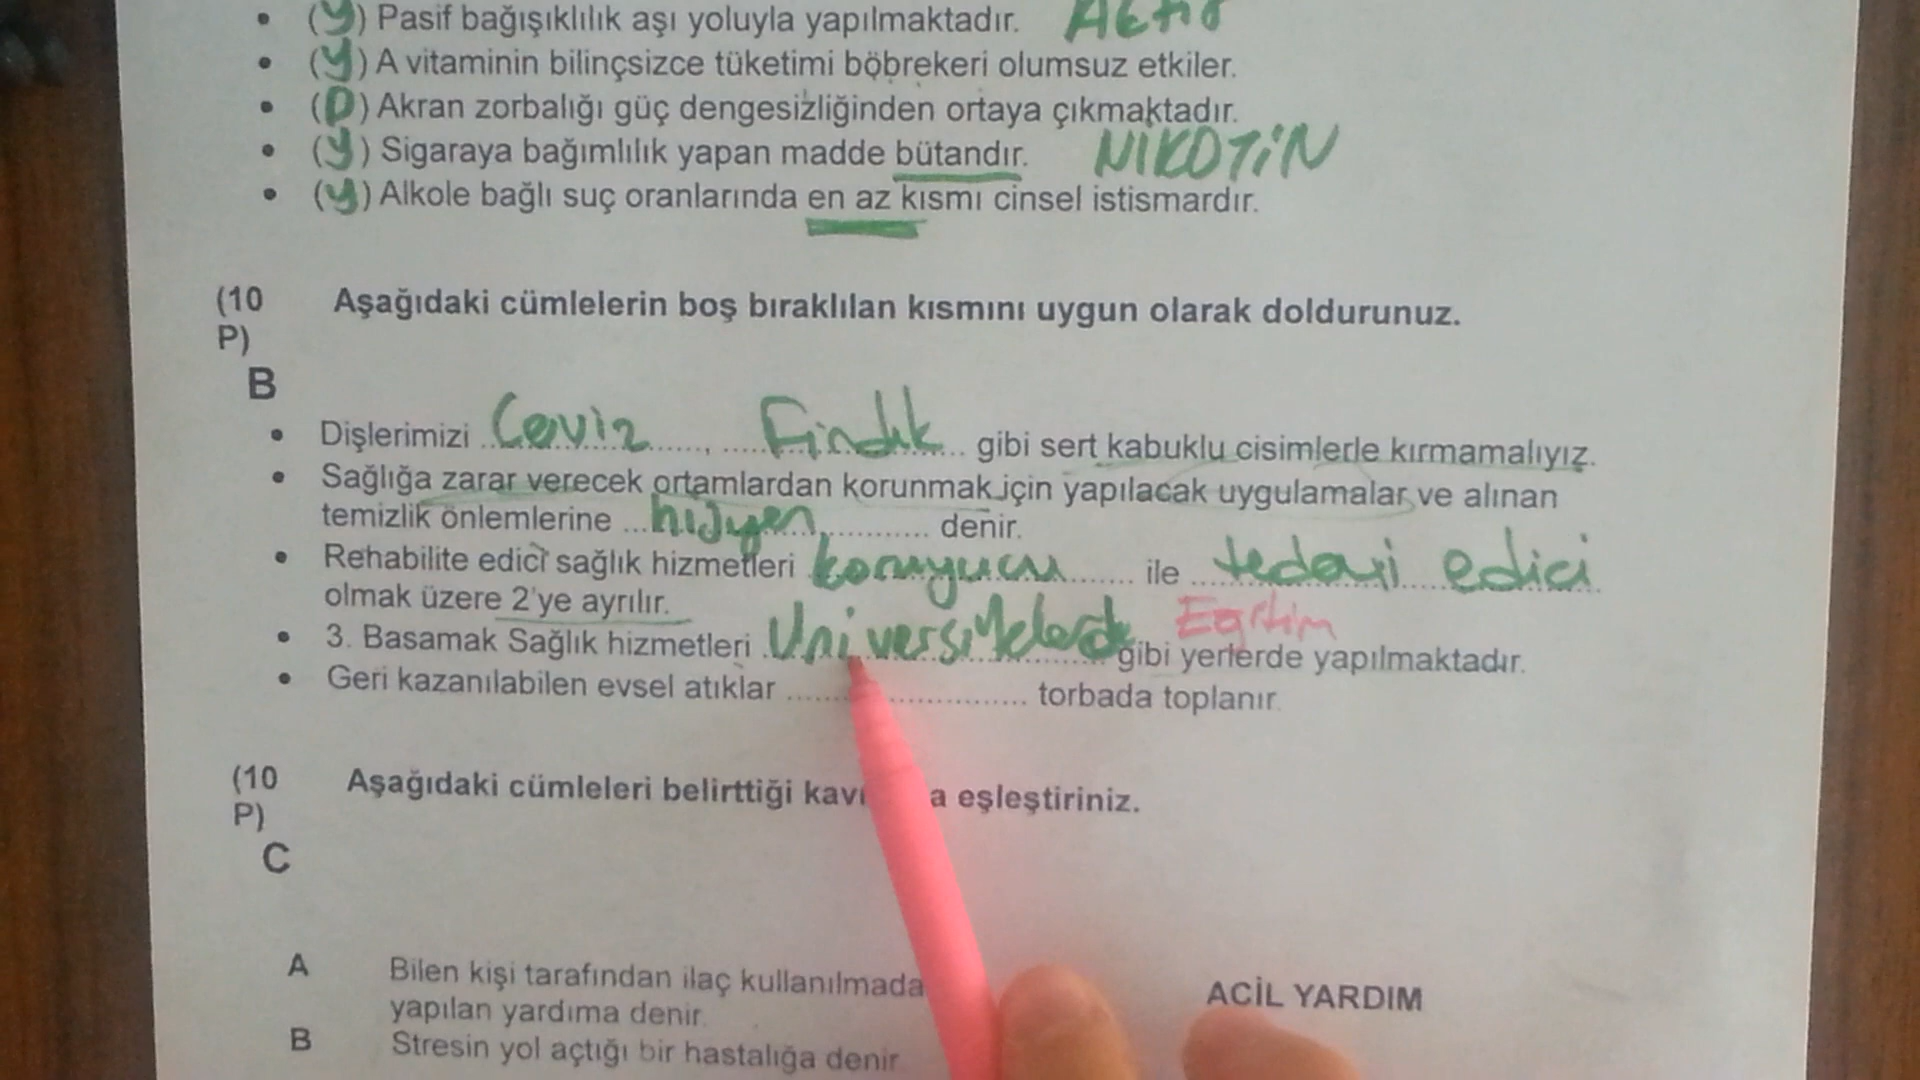 • (Y) Pasif bağışıklılık aşı yoluyla yapılmaktadır. Aktif
• (Y) A vitaminin bilinçsizce tüketimi böbrekeri olumsuz etkiler.
• (D) Akran zorbalığı güç dengesizliğinden ortaya çıkmaktadır.
• (Y) Sigaraya bağımlılık yapan madde bütandır. NIKOTİN
• (Y) Alkole bağlı suç oranlarında en az kısmı cinsel istismardır.
(10 P) Aşağıdaki cümlelerin boş bıraklılan kısmını uygun olarak doldurunuz.
B
• Dişlerimizi Ceviz......, Findık... gibi sert kabuklu cisimlerle kırmamalıyız.
• Sağlığa zarar verecek ortamlardan korunmak için yapılacak uygulamalar ve alınan
temizlik önlemlerine ...hijyen............ denir.
• Rehabilite edici sağlık hizmetleri koruyucu....... ile ...tedavi edici
olmak üzere 2'ye ayrılır.
• 3. Basamak Sağlık hizmetleri Üniversitelerde Egitim gibi yerlerde yapılmaktadır.
• Geri kazanılabilen evsel atıklar ........................ torbada toplanır.
(10 P) Aşağıdaki cümleleri belirttiği eşleştiriniz.
C
A Bilen kişi tarafından ilaç kullanılmada ACİL YARDIM
yapılan yardıma denir.
B Stresin yol açtığı bir hastalığa denir